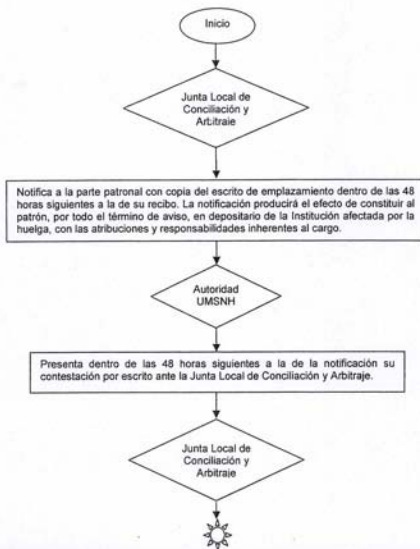 Inicio
Junta Local de
Conciliación y
Arbitraje
Notifica a la parte patronal con copia del escrito de emplazamiento dentro de las 48
horas siguientes a la de su recibo. La notificación producirá el efecto de constituir al
patrón, por todo el término de aviso, en depositario de la Institución afectada por la
huelga, con las atribuciones y responsabilidades inherentes al cargo.
Autoridad
UMSNH
Presenta dentro de las 48 horas siguientes a la de la notificación su
contestación por escrito ante la Junta Local de Conciliación y Arbitraje.
Junta Local de
Conciliación y
Arbitraje